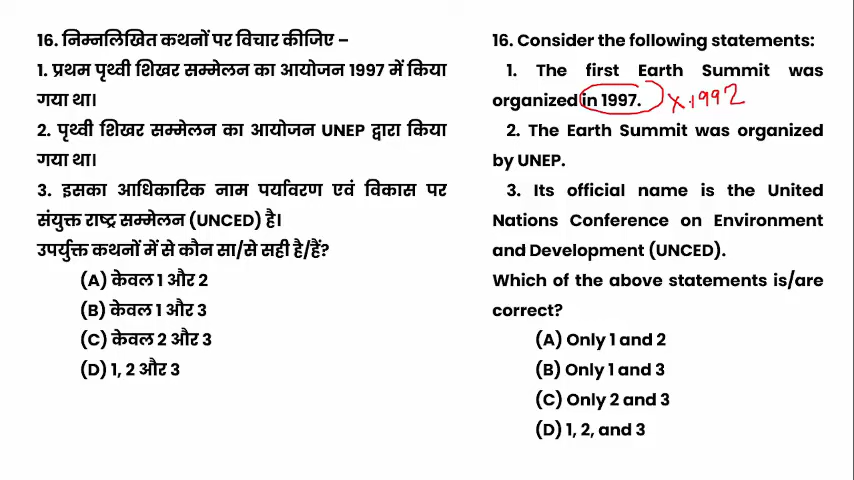 16. निम्नलिखित कथनों पर विचार कीजिए –
1. प्रथम पृथ्वी शिखर सम्मेलन का आयोजन 1997 में किया
गया था।
2. पृथ्वी शिखर सम्मेलन का आयोजन UNEP द्वारा किया
गया था।
3. इसका आधिकारिक नाम पर्यावरण एवं विकास पर
संयुक्त राष्ट्र सम्मेलन (UNCED) है।
उपर्युक्त कथनों में से कौन सा/से सही है/हैं?
(A) केवल 1 और 2
(B) केवल 1 और 3
(C) केवल 2 और 3
(D) 1, 2 और 3
16. Consider the following statements:
1. The first Earth Summit was
organized in 1997. X 1992
2. The Earth Summit was organized
by UNEP.
3. Its official name is the United
Nations Conference on Environment
and Development (UNCED).
Which of the above statements is/are
correct?
(A) Only 1 and 2
(B) Only 1 and 3
(C) Only 2 and 3
(D) 1, 2, and 3